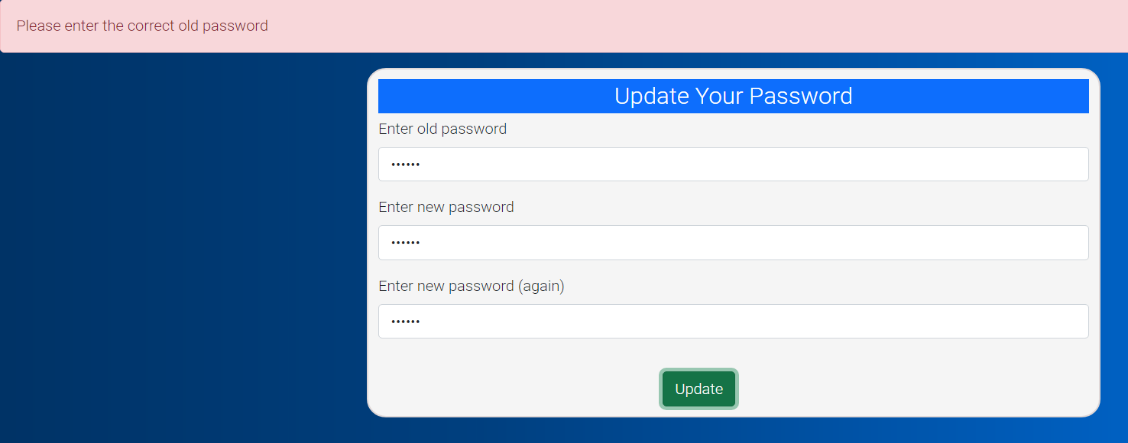 Please enter the correct old password
Update Your Password
Enter old password
••••••
Enter new password
••••••
Enter new password (again)
••••••
Update